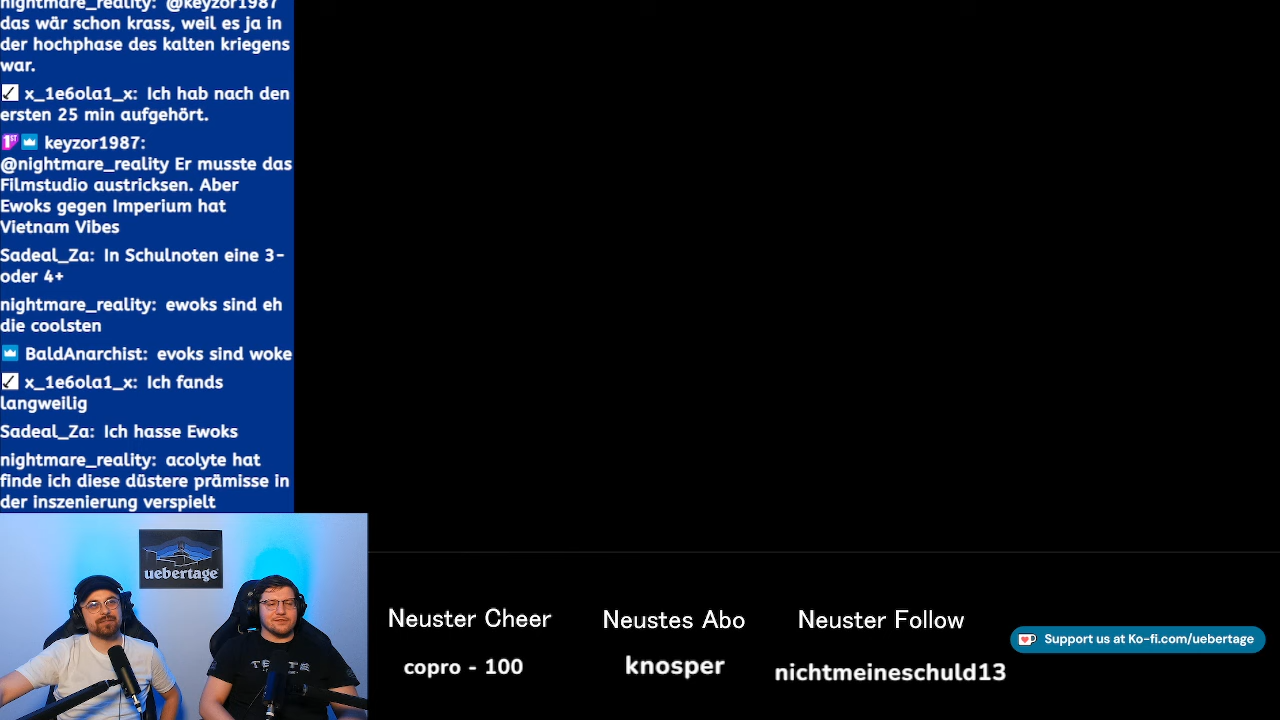 nightmare_reality: @keyzor1987
das wär schon krass, weil es ja in
der hochphase des kalten kriegens
war.
x_1e6ola1_x: Ich hab nach den
ersten 25 min aufgehört.
1ST keyzor1987:
@nightmare_reality Er musste das
Filmstudio austricksen. Aber
Ewoks gegen Imperium hat
Vietnam Vibes
Sadeal_Za: In Schulnoten eine 3-
oder 4+
nightmare_reality: ewoks sind eh
die coolsten
BaldAnarchist: evoks sind woke
x_1e6ola1_x: Ich fands
langweilig
Sadeal_Za: Ich hasse Ewoks
nightmare_reality: acolyte hat
finde ich diese düstere prämisse in
der inszenierung verspielt
uebertage
Neuster Cheer
copro - 100
Neustes Abo
knosper
Neuster Follow
nichtmeineschuld13
Support us at Ko-fi.com/uebertage